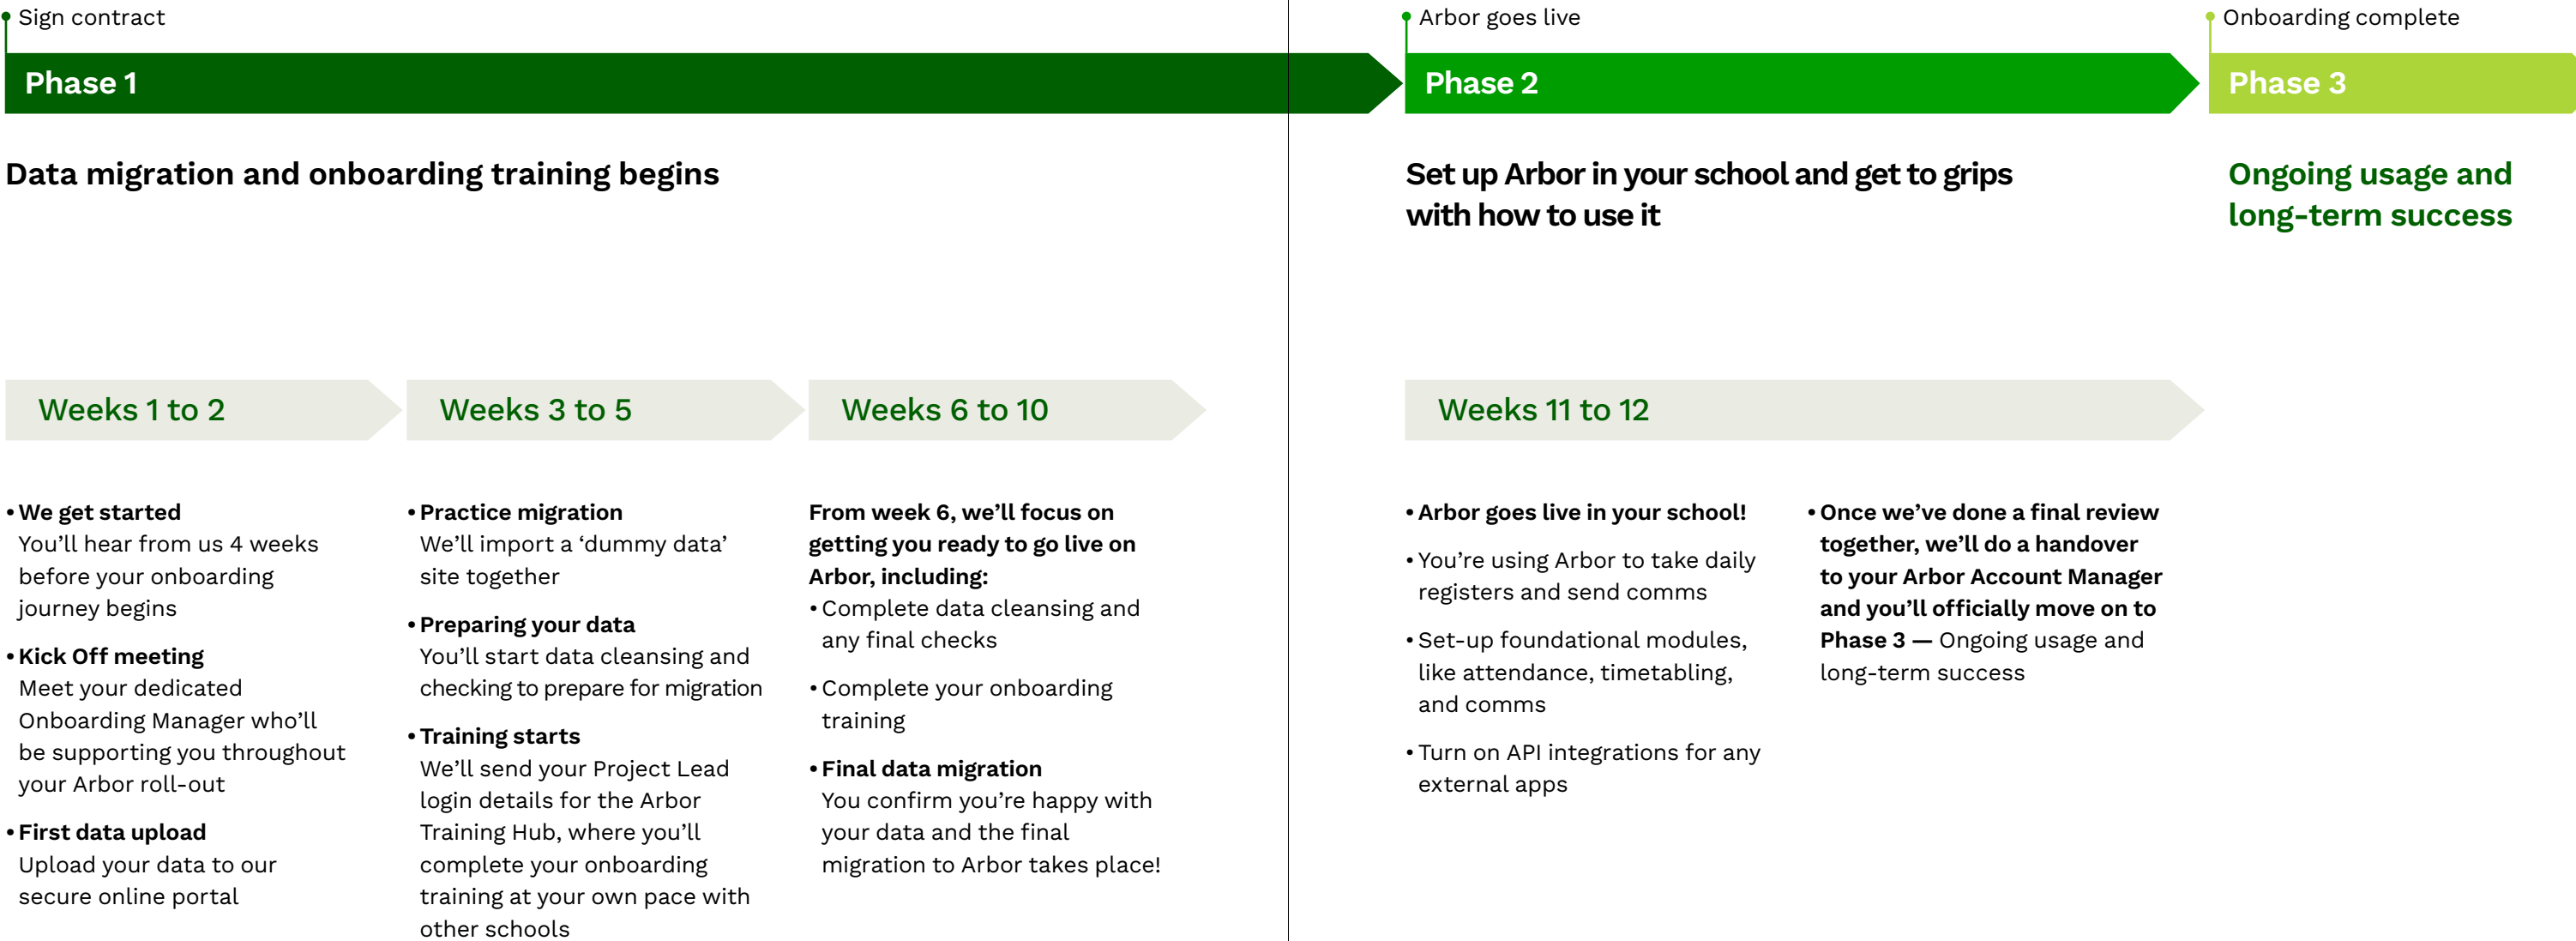 Sign contract
Arbor goes live
Onboarding complete
Phase 1
Phase 2
Phase 3
Data migration and onboarding training begins
Set up Arbor in your school and get to grips
with how to use it
Ongoing usage and
long-term success
Weeks 1 to 2
Weeks 3 to 5
Weeks 6 to 10
Weeks 11 to 12
• We get started
You’ll hear from us 4 weeks
before your onboarding
journey begins
• Kick Off meeting
Meet your dedicated
Onboarding Manager who’ll
be supporting you throughout
your Arbor roll-out
• First data upload
Upload your data to our
secure online portal
• Practice migration
We’ll import a ‘dummy data’
site together
• Preparing your data
You’ll start data cleansing and
checking to prepare for migration
• Training starts
We’ll send your Project Lead
login details for the Arbor
Training Hub, where you’ll
complete your onboarding
training at your own pace with
other schools
From week 6, we’ll focus on
getting you ready to go live on
Arbor, including:
• Complete data cleansing and
any final checks
• Complete your onboarding
training
• Final data migration
You confirm you’re happy with
your data and the final
migration to Arbor takes place!
• Arbor goes live in your school!
• You’re using Arbor to take daily
registers and send comms
• Set-up foundational modules,
like attendance, timetabling,
and comms
• Turn on API integrations for any
external apps
• Once we’ve done a final review
together, we’ll do a handover
to your Arbor Account Manager
and you’ll officially move on to
Phase 3 — Ongoing usage and
long-term success